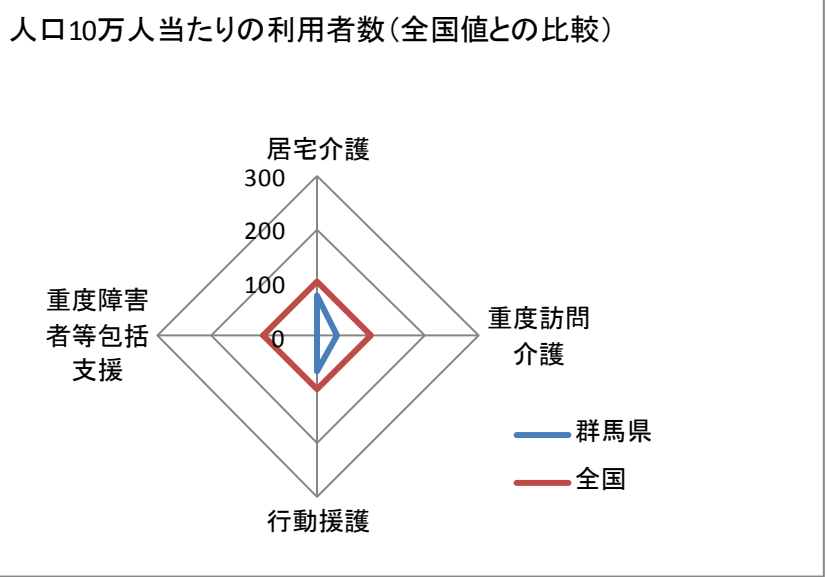 人口10万人当たりの利用者数（全国値との比較）
居宅介護
300
200
100
0
重度障害
者等包括
支援
重度訪問
介護
行動援護
群馬県
全国